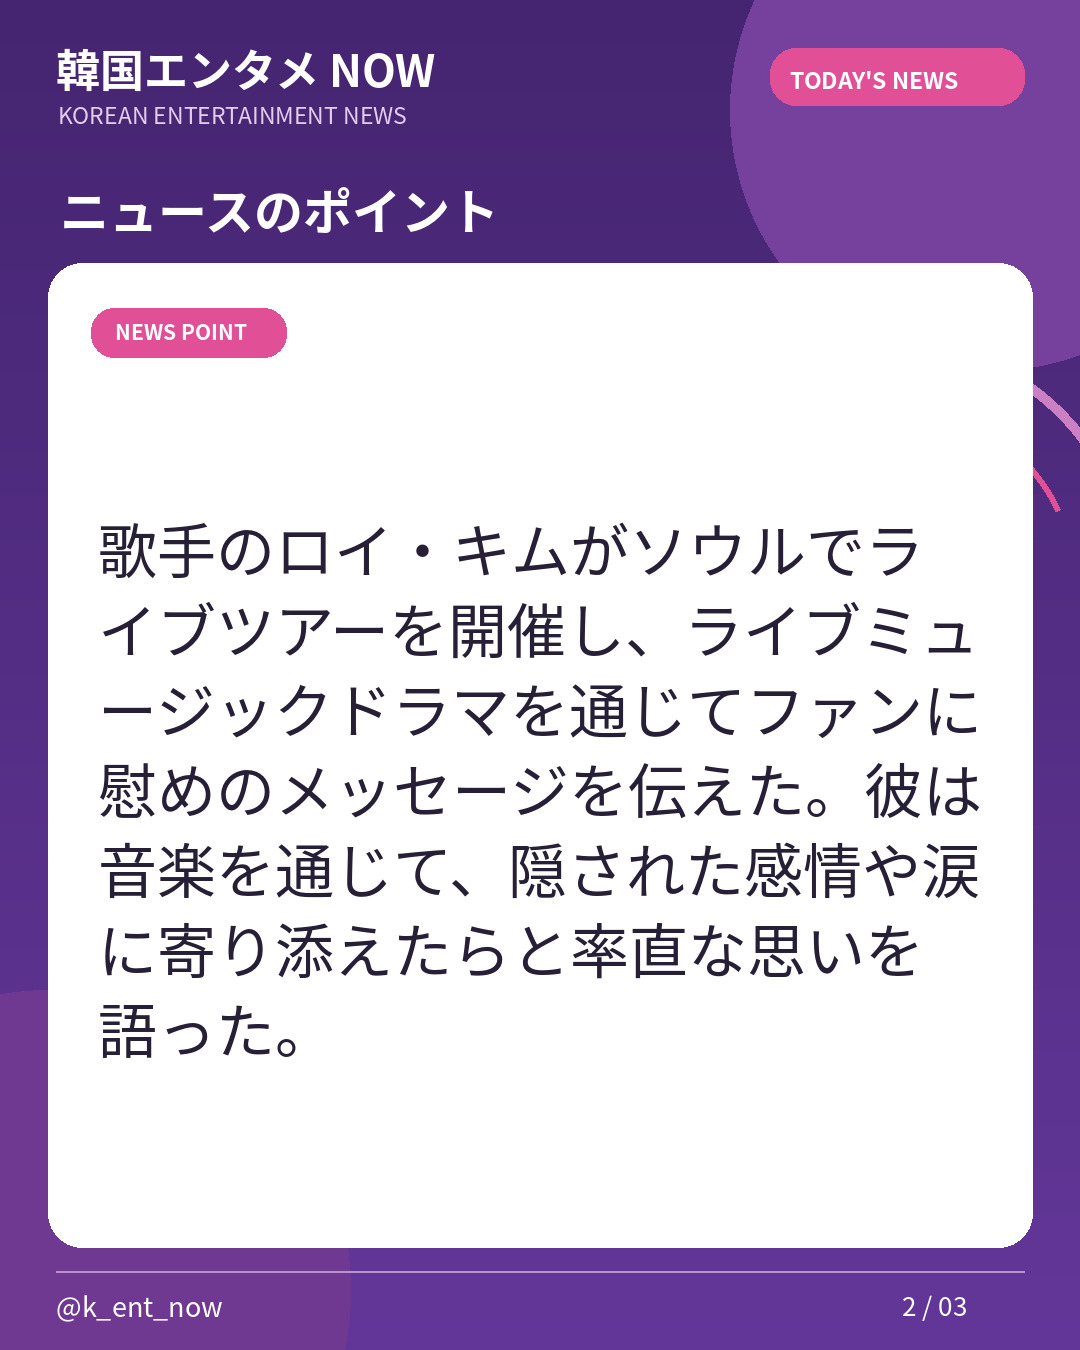 韓国エンタメ NOW
KOREAN ENTERTAINMENT NEWS
TODAY'S NEWS
ニュースのポイント
NEWS POINT
歌手のロイ・キムがソウルでラ
イブツアーを開催し、ライブミュ
ージックドラマを通じてファンに
慰めのメッセージを伝えた。彼は
音楽を通じて、隠された感情や涙
に寄り添えたらと率直な思いを
語った。
@k_ent_now
2 / 03